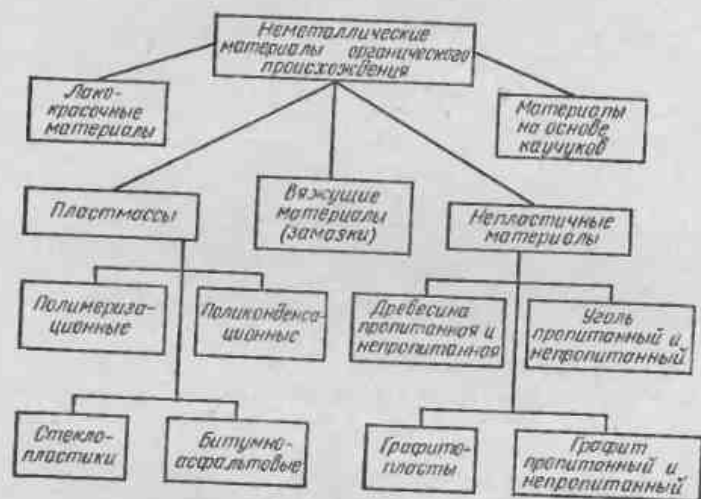 Неметаллические
материалы органического
происхождения
Лако-
красочные
материалы
Материалы
на основе
каучуков
Пластмассы
Вяжущие
материалы
(замазки)
Непластичные
материалы
Полимериза-
ционные
Поликонденса-
ционные
Древесина
пропитанная и
непропитанная
Уголь
пропитанный и
непропитанный
Стекло-
пластики
Битумно-
асфальтовые
Графито-
пласты
Графит
пропитанный и
непропитанный